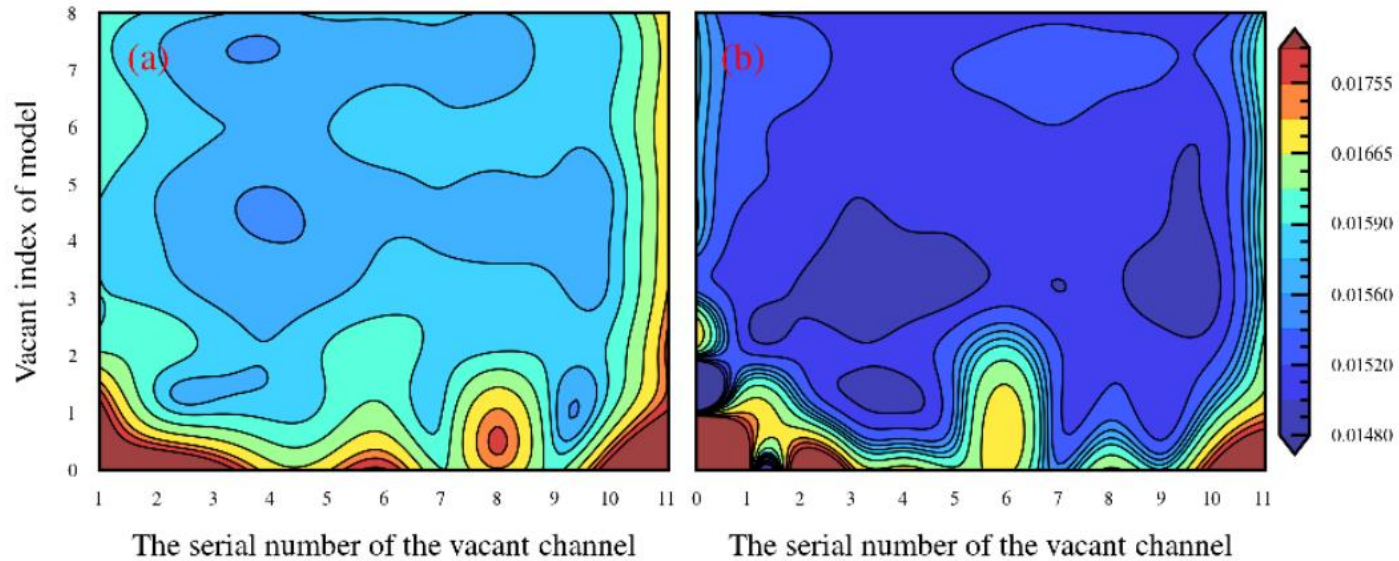 (a)
(b)
Vacant index of model
8
7
6
5
4
3
2
1
0
1 2 3 4 5 6 7 8 9 10 11
0 1 2 3 4 5 6 7 8 9 10 11
The serial number of the vacant channel
The serial number of the vacant channel
0.01755
0.01665
0.01590
0.01560
0.01520
0.01480